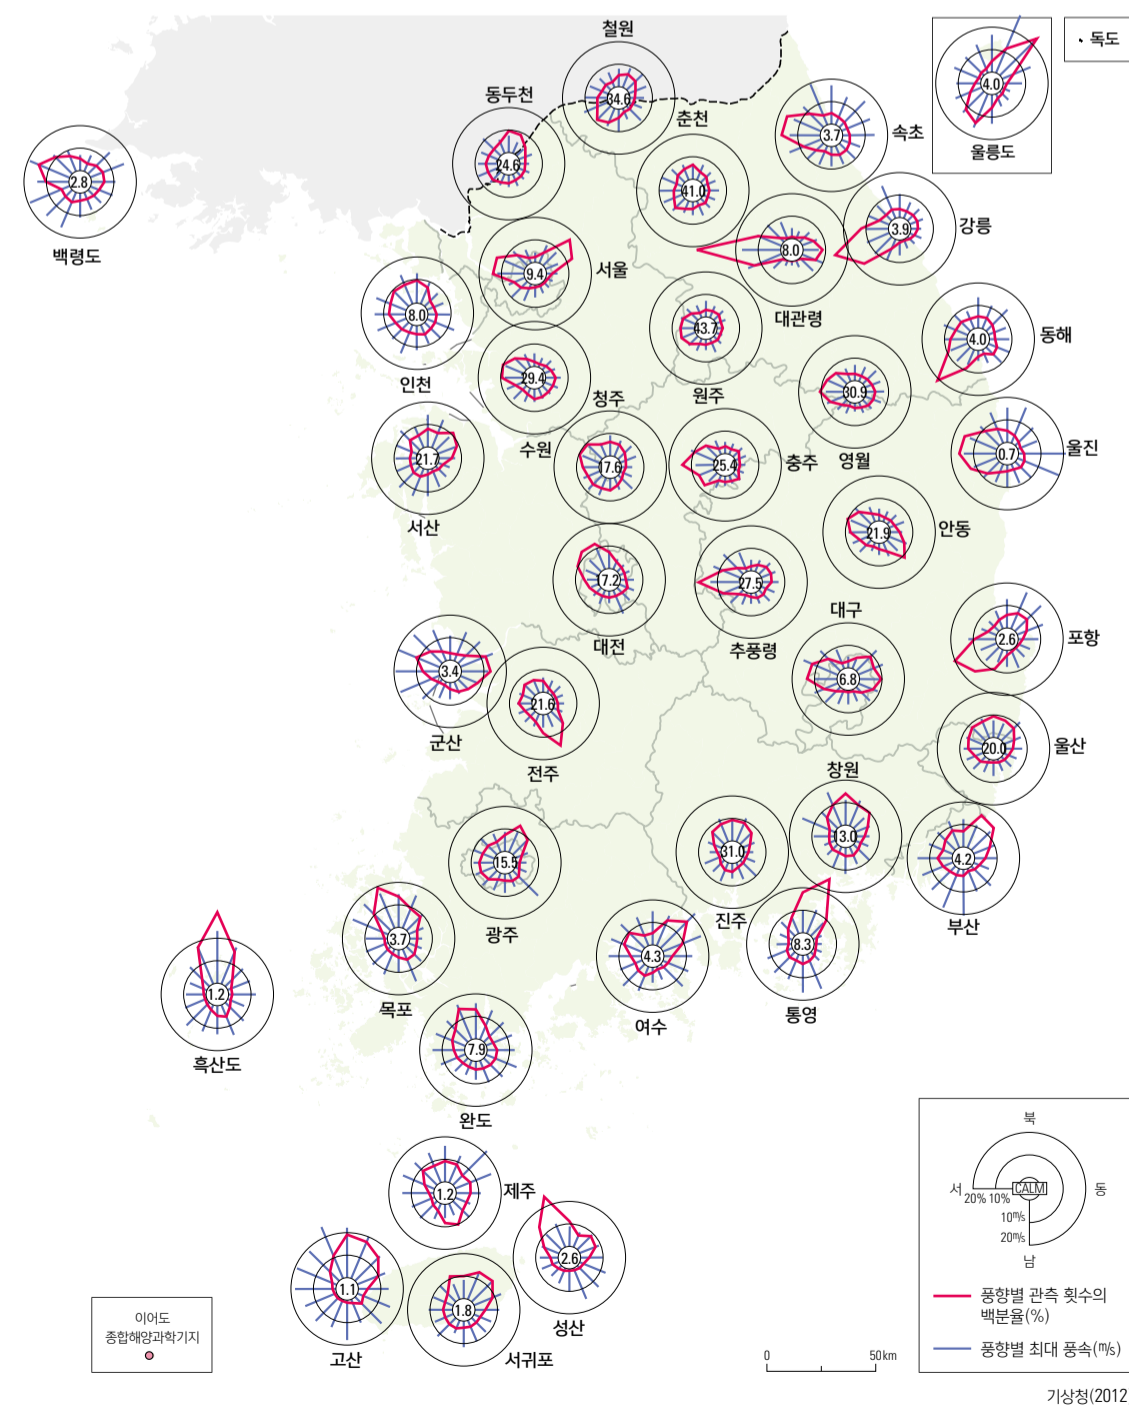 철원
34.6
동두천
24.6
춘천
41.0
속초
3.7
4.0
울릉도
독도
백령도
2.8
서울
9.4
대관령
8.0
강릉
3.9
인천
8.0
원주
43.7
동해
4.0
수원
29.4
영월
30.9
서산
21.7
청주
17.6
충주
25.4
울진
0.7
안동
21.9
대전
17.2
추풍령
27.5
대구
6.8
포항
2.6
군산
3.4
전주
21.6
울산
20.0
창원
13.0
광주
15.5
진주
31.0
부산
4.2
목포
3.7
여수
4.3
통영
8.3
흑산도
1.2
완도
7.9
제주
1.2
성산
2.6
고산
1.1
서귀포
1.8
이어도
종합해양과학기지
0 50km
북
서 동
20% 10% CALM
10m/s
20m/s
남
풍향별 관측 횟수의
백분율(%)
풍향별 최대 풍속(m/s)
기상청(2012